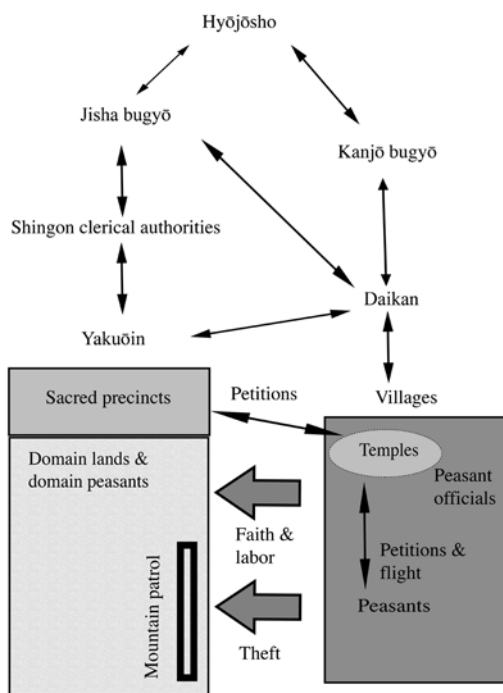 Hyōjōsho
Jisha bugyō
Kanjō bugyō
Shingon clerical authorities
Daikan
Yakuōin
Sacred precincts
Petitions
Villages
Domain lands &
domain peasants
Temples
Peasant
officials
Faith &
labor
Petitions &
flight
Mountain patrol
Peasants
Theft